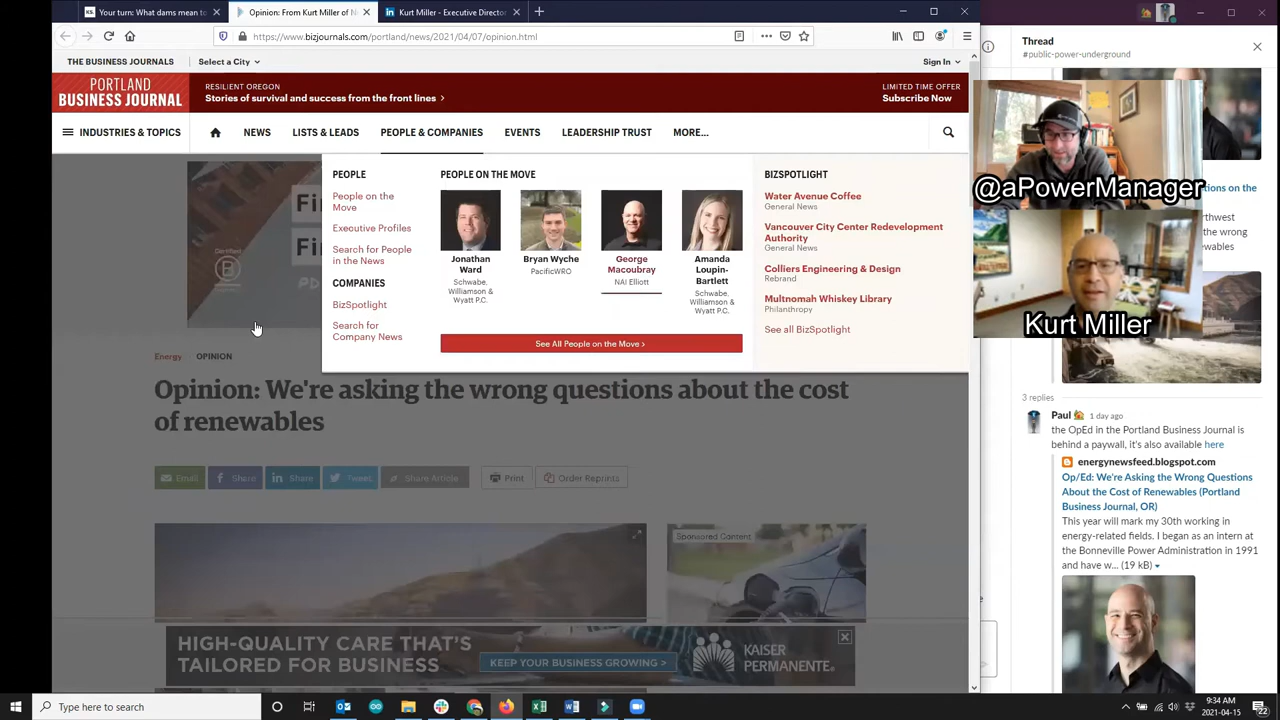 Your turn: What dams mean to
Opinion: From Kurt Miller of N
Kurt Miller - Executive Director
https://www.bizjournals.com/portland/news/2021/04/07/opinion.html
THE BUSINESS JOURNALS
Select a City
Sign In
PORTLAND
BUSINESS JOURNAL
RESILIENT OREGON
Stories of survival and success from the front lines >
LIMITED TIME OFFER
Subscribe Now
INDUSTRIES & TOPICS
NEWS
LISTS & LEADS
PEOPLE & COMPANIES
EVENTS
LEADERSHIP TRUST
MORE...
PEOPLE
People on the
Move
Executive Profiles
Search for People
in the News
COMPANIES
BizSpotlight
Search for
Company News
PEOPLE ON THE MOVE
Jonathan
Ward
Schwabe,
Williamson &
Wyatt P.C.
Bryan Wyche
PacificWRO
George
Macoubray
NAI Elliott
Amanda
Loupin-
Bartlett
Schwabe,
Williamson &
Wyatt P.C.
See All People on the Move >
BIZSPOTLIGHT
Water Avenue Coffee
General News
Vancouver City Center Redevelopment
Authority
General News
Colliers Engineering & Design
Rebrand
Multnomah Whiskey Library
Philanthropy
See all BizSpotlight
Energy OPINION
Opinion: We're asking the wrong questions about the cost
of renewables
Email
Share
Share
Tweet
Share Article
Print
Order Reprints
Sponsored Content
HIGH-QUALITY CARE THAT'S
TAILORED FOR BUSINESS
KEEP YOUR BUSINESS GROWING >
KAISER
PERMANENTE.
Thread
#public-power-underground
@aPowerManager
Kurt Miller
ions on the
rthwest
the wrong
ewables
3 replies
Paul 1 day ago
the OpEd in the Portland Business Journal is
behind a paywall, it's also available here
energynewsfeed.blogspot.com
Op/Ed: We're Asking the Wrong Questions
About the Cost of Renewables (Portland
Business Journal, OR)
This year will mark my 30th working in
energy-related fields. I began as an intern at
the Bonneville Power Administration in 1991
and have w... (19 kB)
Type here to search
9:34 AM
2021-04-15
22